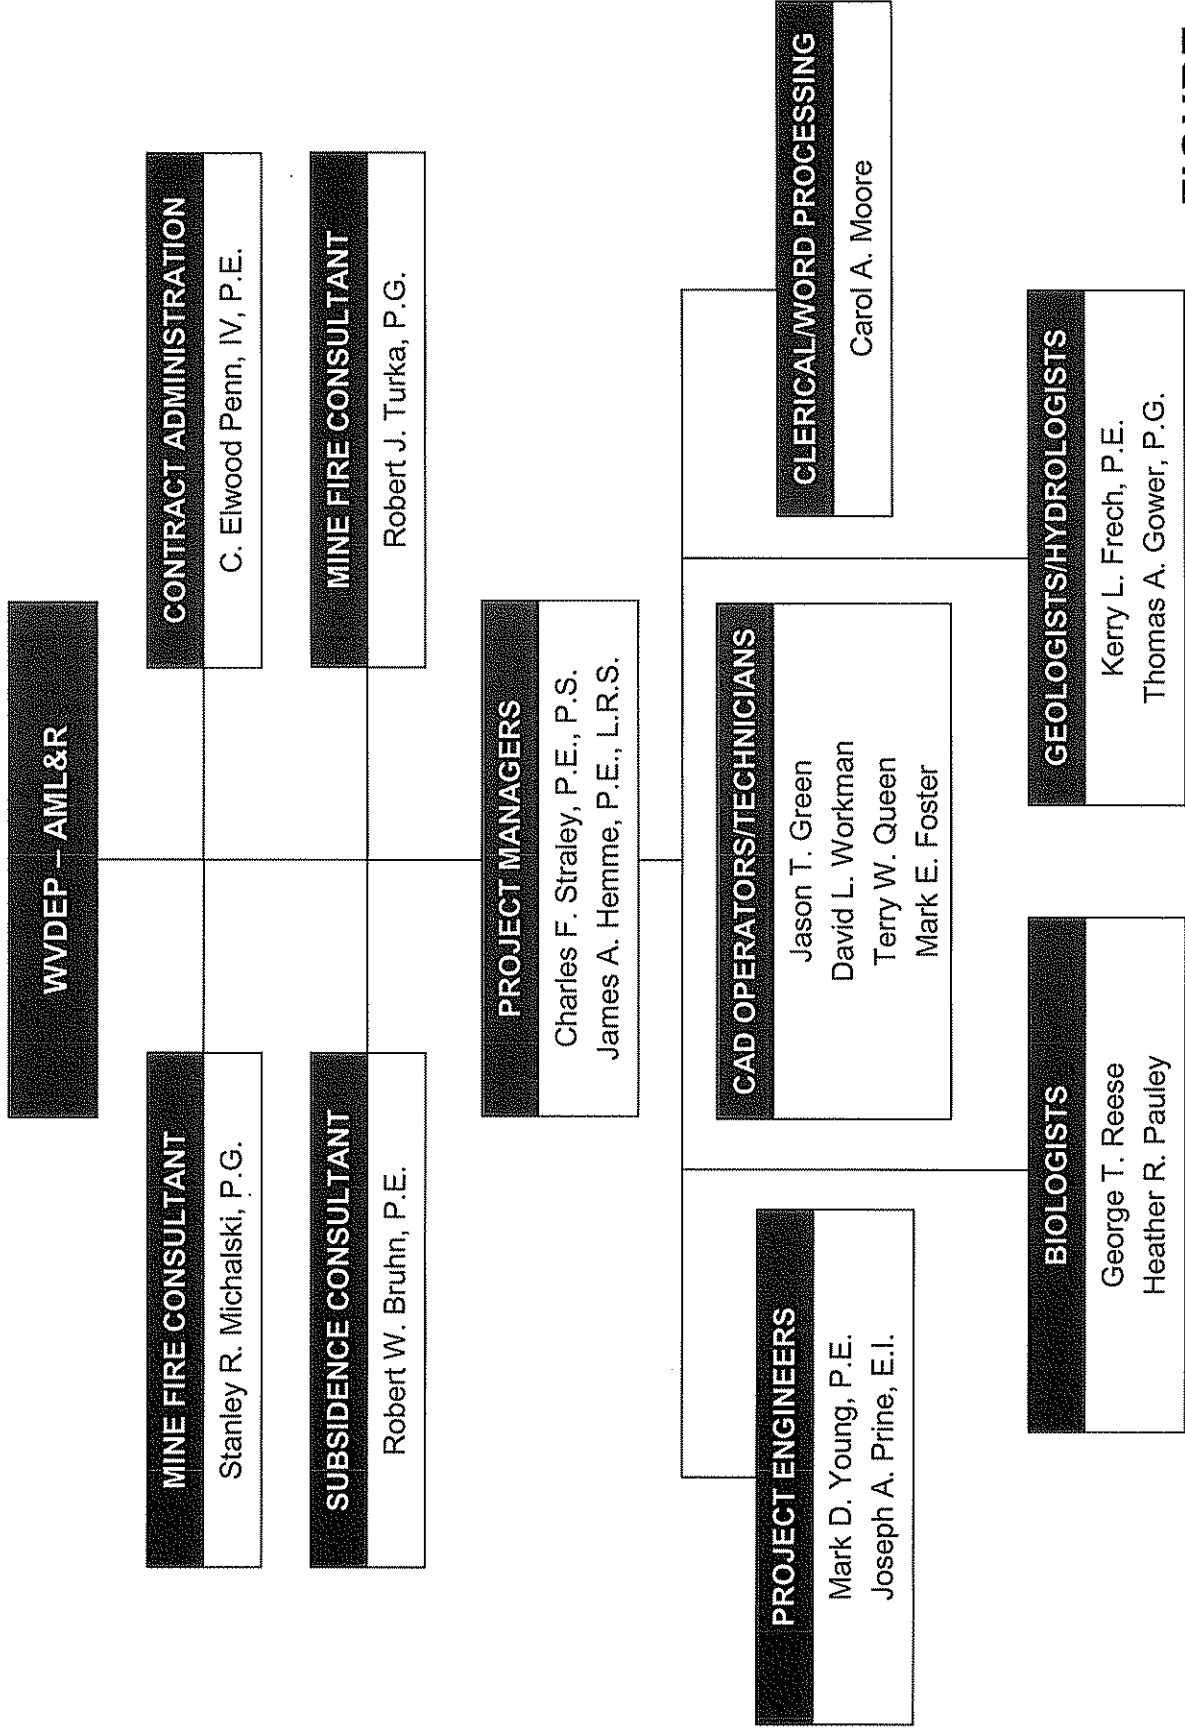 WVDEP – AML&R
MINE FIRE CONSULTANT
Stanley R. Michalski, P.G.
CONTRACT ADMINISTRATION
C. Elwood Penn, IV, P.E.
SUBSIDENCE CONSULTANT
Robert W. Bruhn, P.E.
MINE FIRE CONSULTANT
Robert J. Turka, P.G.
PROJECT MANAGERS
Charles F. Straley, P.E., P.S.
James A. Hemme, P.E., L.R.S.
PROJECT ENGINEERS
Mark D. Young, P.E.
Joseph A. Prine, E.I.
CAD OPERATORS/TECHNICIANS
Jason T. Green
David L. Workman
Terry W. Queen
Mark E. Foster
CLERICAL/WORD PROCESSING
Carol A. Moore
BIOLOGISTS
George T. Reese
Heather R. Pauley
GEOLOGISTS/HYDROLOGISTS
Kerry L. Frech, P.E.
Thomas A. Gower, P.G.